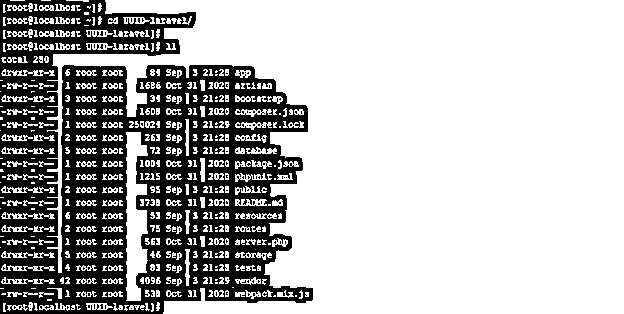 [root@localhost ~]#
[root@localhost ~]# cd UUID-laravel/
[root@localhost UUID-laravel]#
[root@localhost UUID-laravel]# ll
total 280
drwxr-xr-x 6 root root 84 Sep 3 21:28 app
-rw-r--r-- 1 root root 1686 Oct 31 2020 artisan
drwxr-xr-x 3 root root 34 Sep 3 21:28 bootstrap
-rw-r--r-- 1 root root 1608 Oct 31 2020 composer.json
-rw-r--r-- 1 root root 250024 Sep 3 21:29 composer.lock
drwxr-xr-x 2 root root 263 Sep 3 21:28 config
drwxr-xr-x 5 root root 72 Sep 3 21:28 database
-rw-r--r-- 1 root root 1004 Oct 31 2020 package.json
-rw-r--r-- 1 root root 1215 Oct 31 2020 phpunit.xml
drwxr-xr-x 2 root root 95 Sep 3 21:28 public
-rw-r--r-- 1 root root 3738 Oct 31 2020 README.md
drwxr-xr-x 6 root root 53 Sep 3 21:28 resources
drwxr-xr-x 2 root root 75 Sep 3 21:28 routes
-rw-r--r-- 1 root root 563 Oct 31 2020 server.php
drwxr-xr-x 5 root root 46 Sep 3 21:28 storage
drwxr-xr-x 4 root root 83 Sep 3 21:28 tests
drwxr-xr-x 42 root root 4096 Sep 3 21:29 vendor
-rw-r--r-- 1 root root 538 Oct 31 2020 webpack.mix.js
[root@localhost UUID-laravel]#